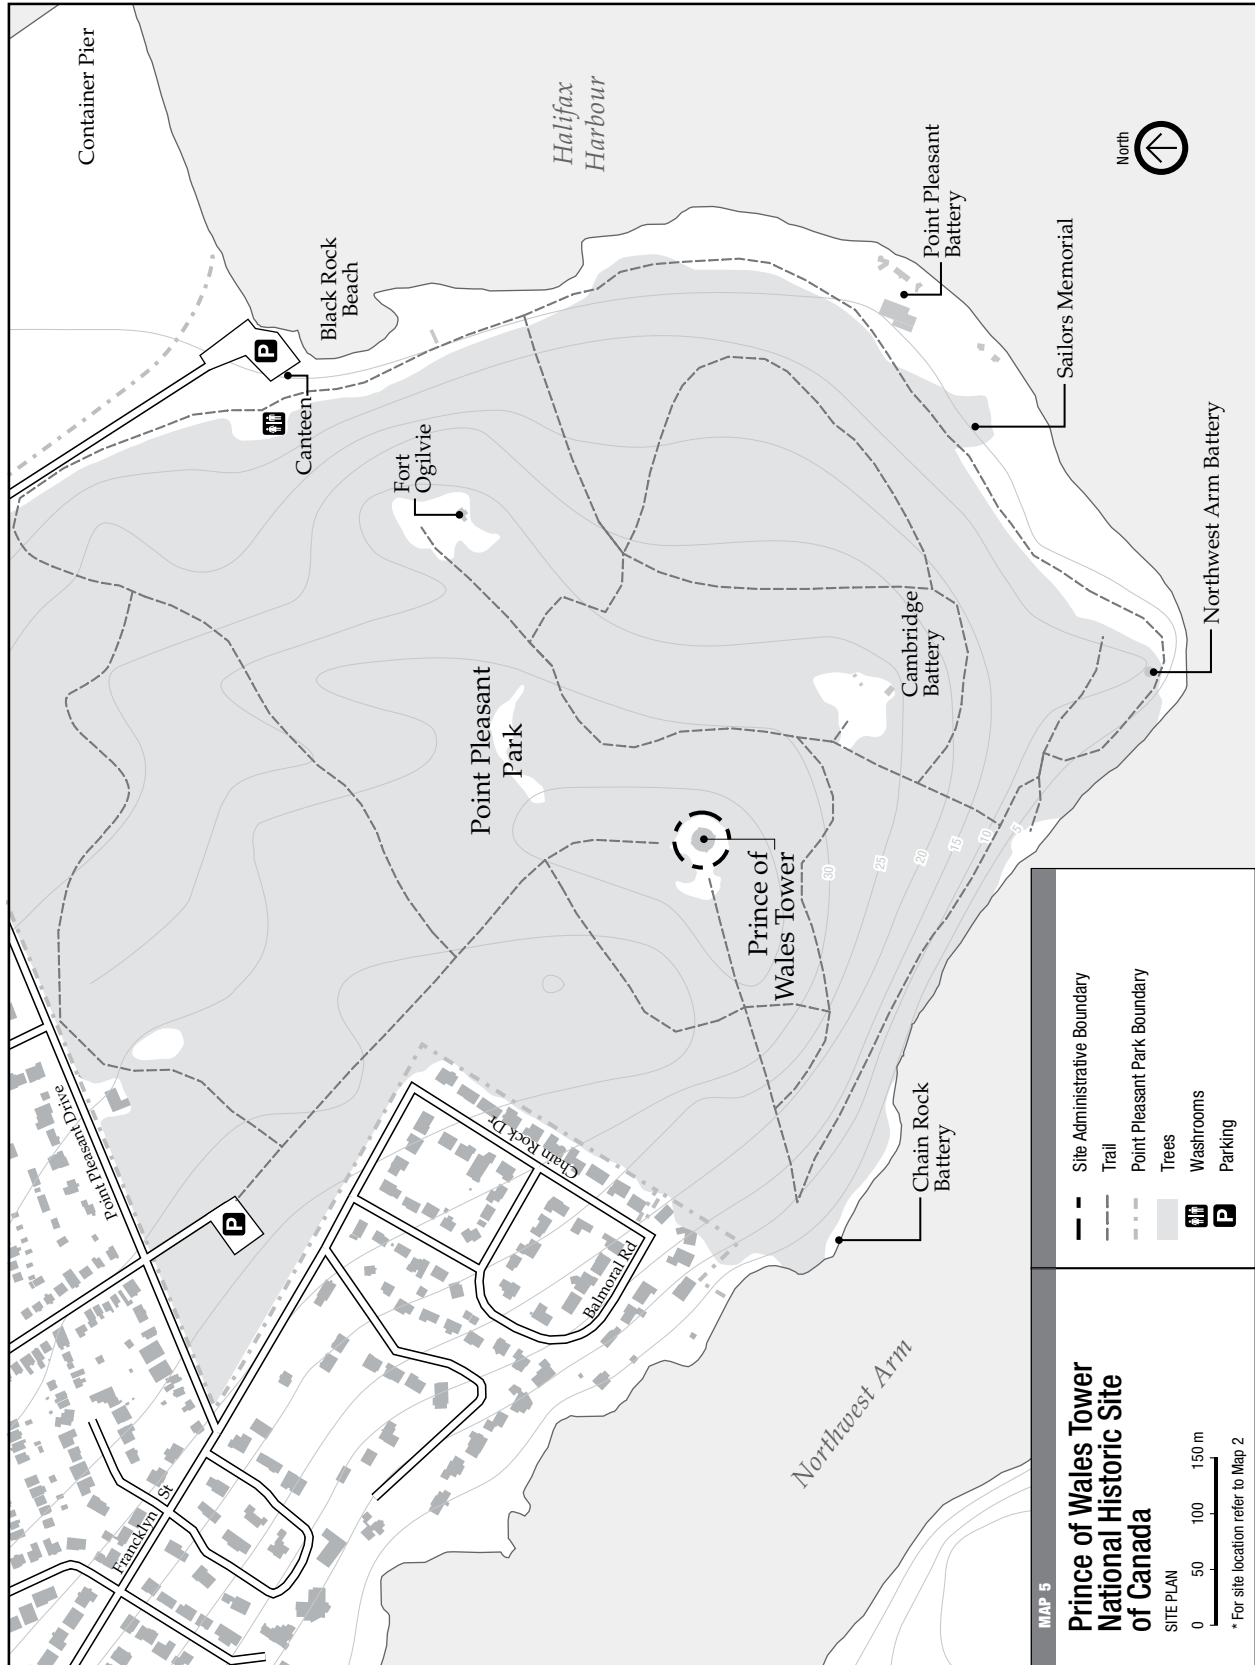 Container Pier
Halifax
Harbour
North
Black Rock
Beach
P
Canteen
Fort
Ogilvie
Point Pleasant
Battery
Sailors Memorial
Northwest Arm Battery
Cambridge
Battery
Point Pleasant
Park
Prince of
Wales Tower
30
25
20
15
10
5
Point Pleasant Drive
P
Chain Rock Dr
Balmoral Rd
Francklyn St
Chain Rock
Battery
Northwest Arm
MAP 5
Prince of Wales Tower
National Historic Site
of Canada
SITE PLAN
0 50 100 150 m
* For site location refer to Map 2
Site Administrative Boundary
Trail
Point Pleasant Park Boundary
Trees
Washrooms
P Parking